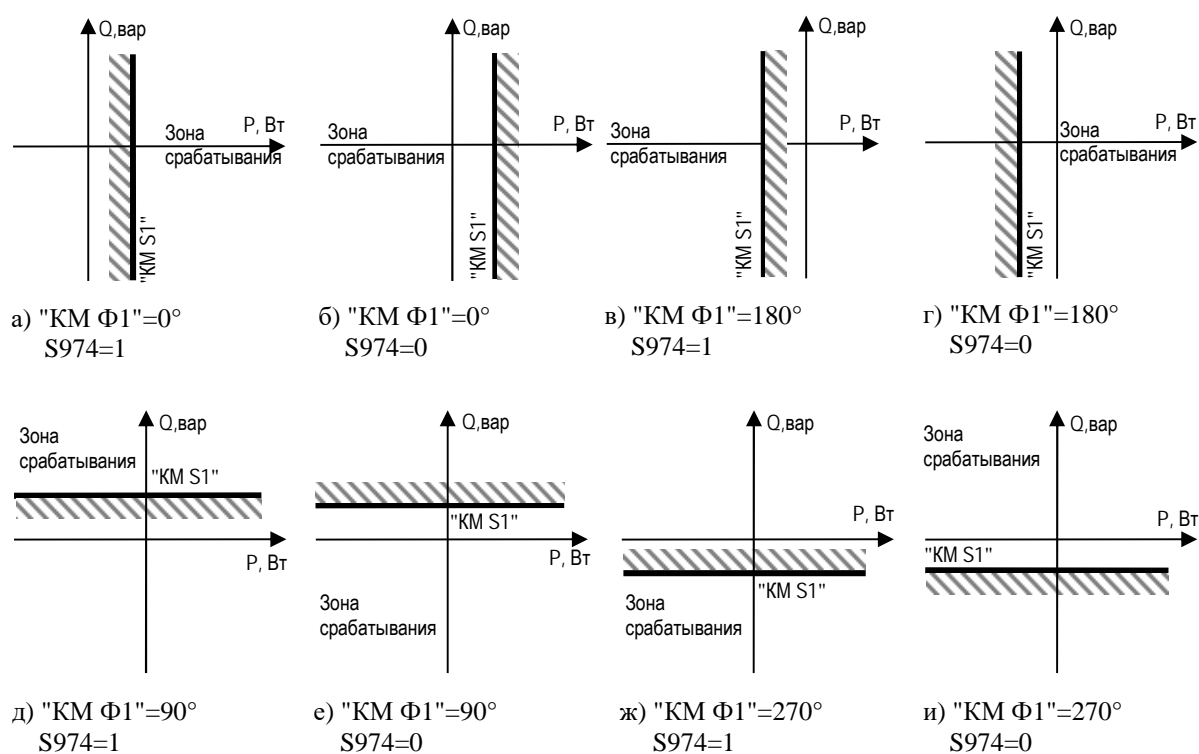 Q,вар
Зона
срабатывания
P, Вт
"КМ S1"
а) "КМ Ф1"=0°
S974=1
Q,вар
Зона
срабатывания
P, Вт
"КМ S1"
б) "КМ Ф1"=0°
S974=0
Q,вар
Зона
срабатывания
P, Вт
"КМ S1"
в) "КМ Ф1"=180°
S974=1
Q,вар
Зона
срабатывания
P, Вт
"КМ S1"
г) "КМ Ф1"=180°
S974=0
Q,вар
Зона
срабатывания
"КМ S1"
P, Вт
д) "КМ Ф1"=90°
S974=1
Q,вар
"КМ S1"
P, Вт
Зона
срабатывания
е) "КМ Ф1"=90°
S974=0
Q,вар
P, Вт
"КМ S1"
Зона
срабатывания
ж) "КМ Ф1"=270°
S974=1
Q,вар
Зона
срабатывания
P, Вт
"КМ S1"
и) "КМ Ф1"=270°
S974=0